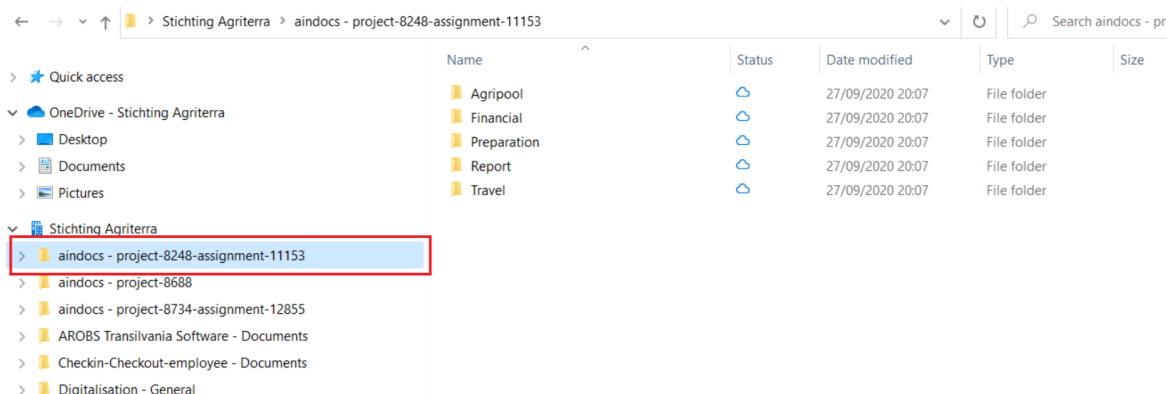 Stichting Agriterra > aindocs - project-8248-assignment-11153
Search aindocs - pr
Quick access
OneDrive - Stichting Agriterra
Desktop
Documents
Pictures
Stichting Agriterra
aindocs - project-8248-assignment-11153
aindocs - project-8688
aindocs - project-8734-assignment-12855
AROBS Transilvania Software - Documents
Checkin-Checkout-employee - Documents
Digitalisation - General
Name Status Date modified Type Size
Agripool 27/09/2020 20:07 File folder
Financial 27/09/2020 20:07 File folder
Preparation 27/09/2020 20:07 File folder
Report 27/09/2020 20:07 File folder
Travel 27/09/2020 20:07 File folder